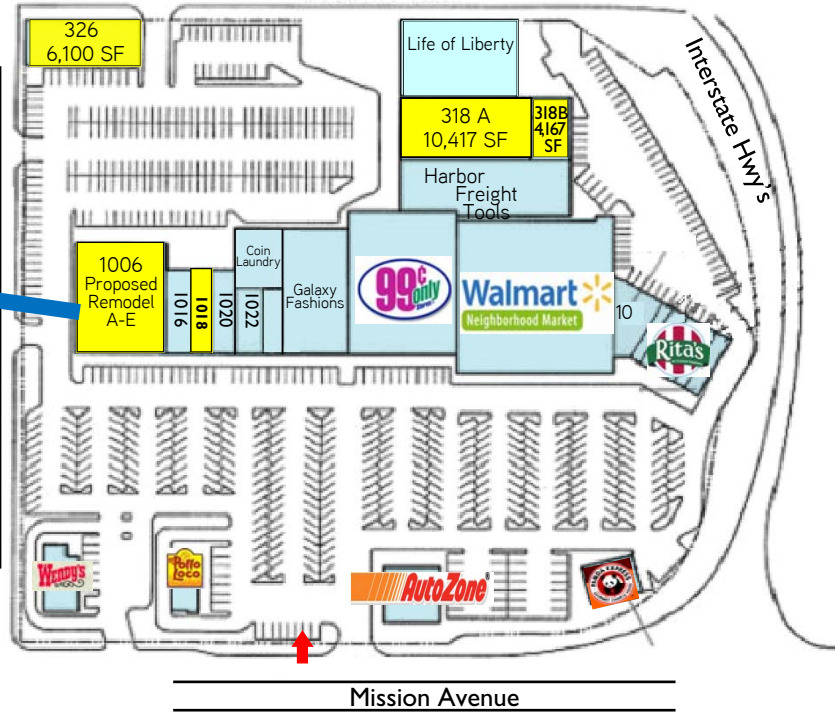 326
6,100 SF
Life of Liberty
Interstate Hwy's
318 A
10,417 SF
318B
4,167
SF
Harbor
Freight
Tools
1006
Proposed
Remodel
A-E
1016
1018
1020
Coin
Laundry
1022
Galaxy
Fashions
99¢
only
Walmart
Neighborhood Market
10
Rita's
Wendy's
Pollo
Loco
AutoZone
PANDA EXPRESS
Mission Avenue